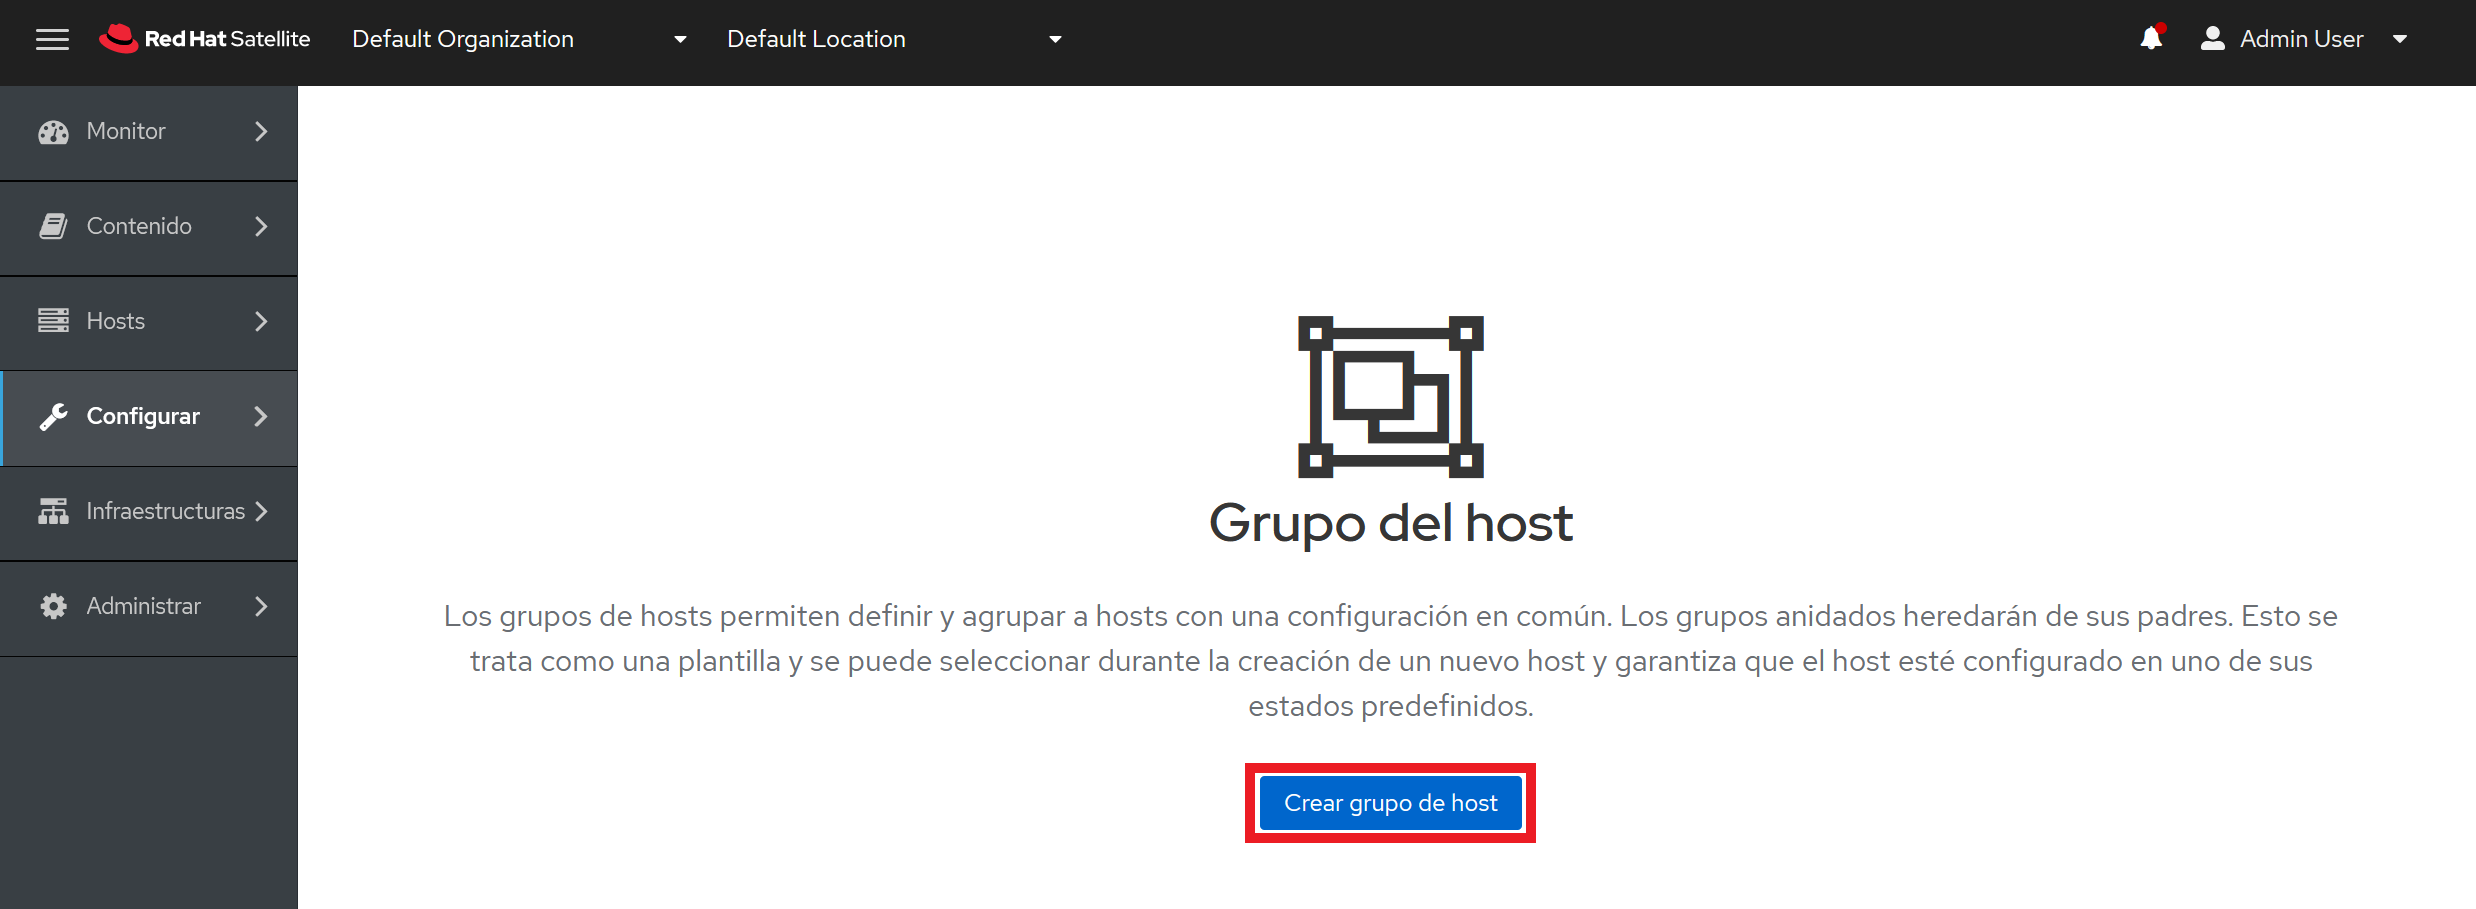 Red Hat Satellite
Default Organization
Default Location
Admin User
Monitor
Contenido
Hosts
Configurar
Infraestructuras
Administrar
Grupo del host
Los grupos de hosts permiten definir y agrupar a hosts con una configuración en común. Los grupos anidados heredarán de sus padres. Esto se
trata como una plantilla y se puede seleccionar durante la creación de un nuevo host y garantiza que el host esté configurado en uno de sus
estados predefinidos.
Crear grupo de host